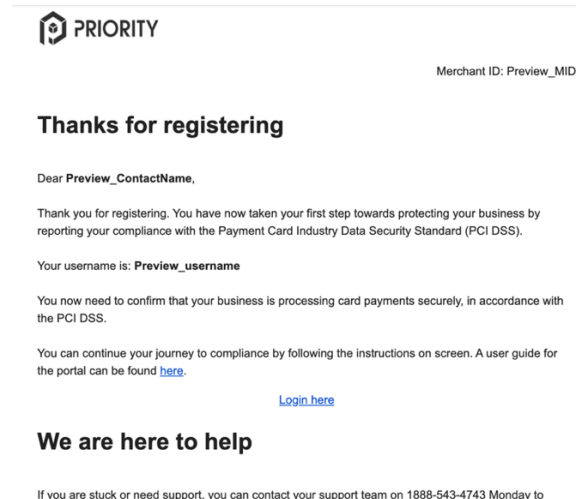 PRIORITY
Merchant ID: Preview_MID
Thanks for registering
Dear Preview_ContactName,
Thank you for registering. You have now taken your first step towards protecting your business by
reporting your compliance with the Payment Card Industry Data Security Standard (PCI DSS).
Your username is: Preview_username
You now need to confirm that your business is processing card payments securely, in accordance with
the PCI DSS.
You can continue your journey to compliance by following the instructions on screen. A user guide for
the portal can be found here.
Login here
We are here to help
If you are stuck or need support, you can contact your support team on 1888-543-4743 Monday to